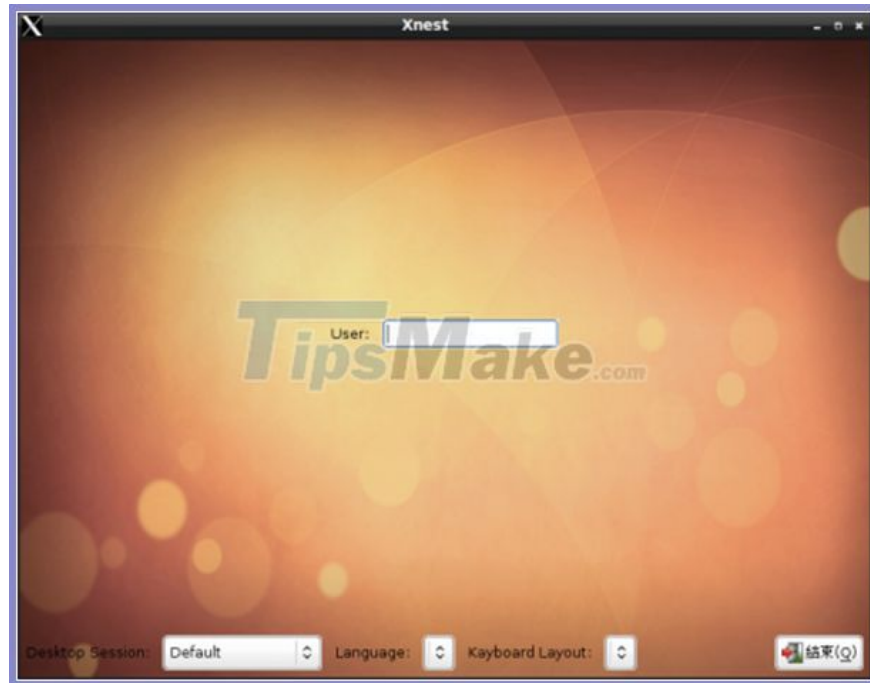 Xnest
User:
TipsMake.com
Desktop Session: Default Language: Kayboard Layout: 結束(Q)